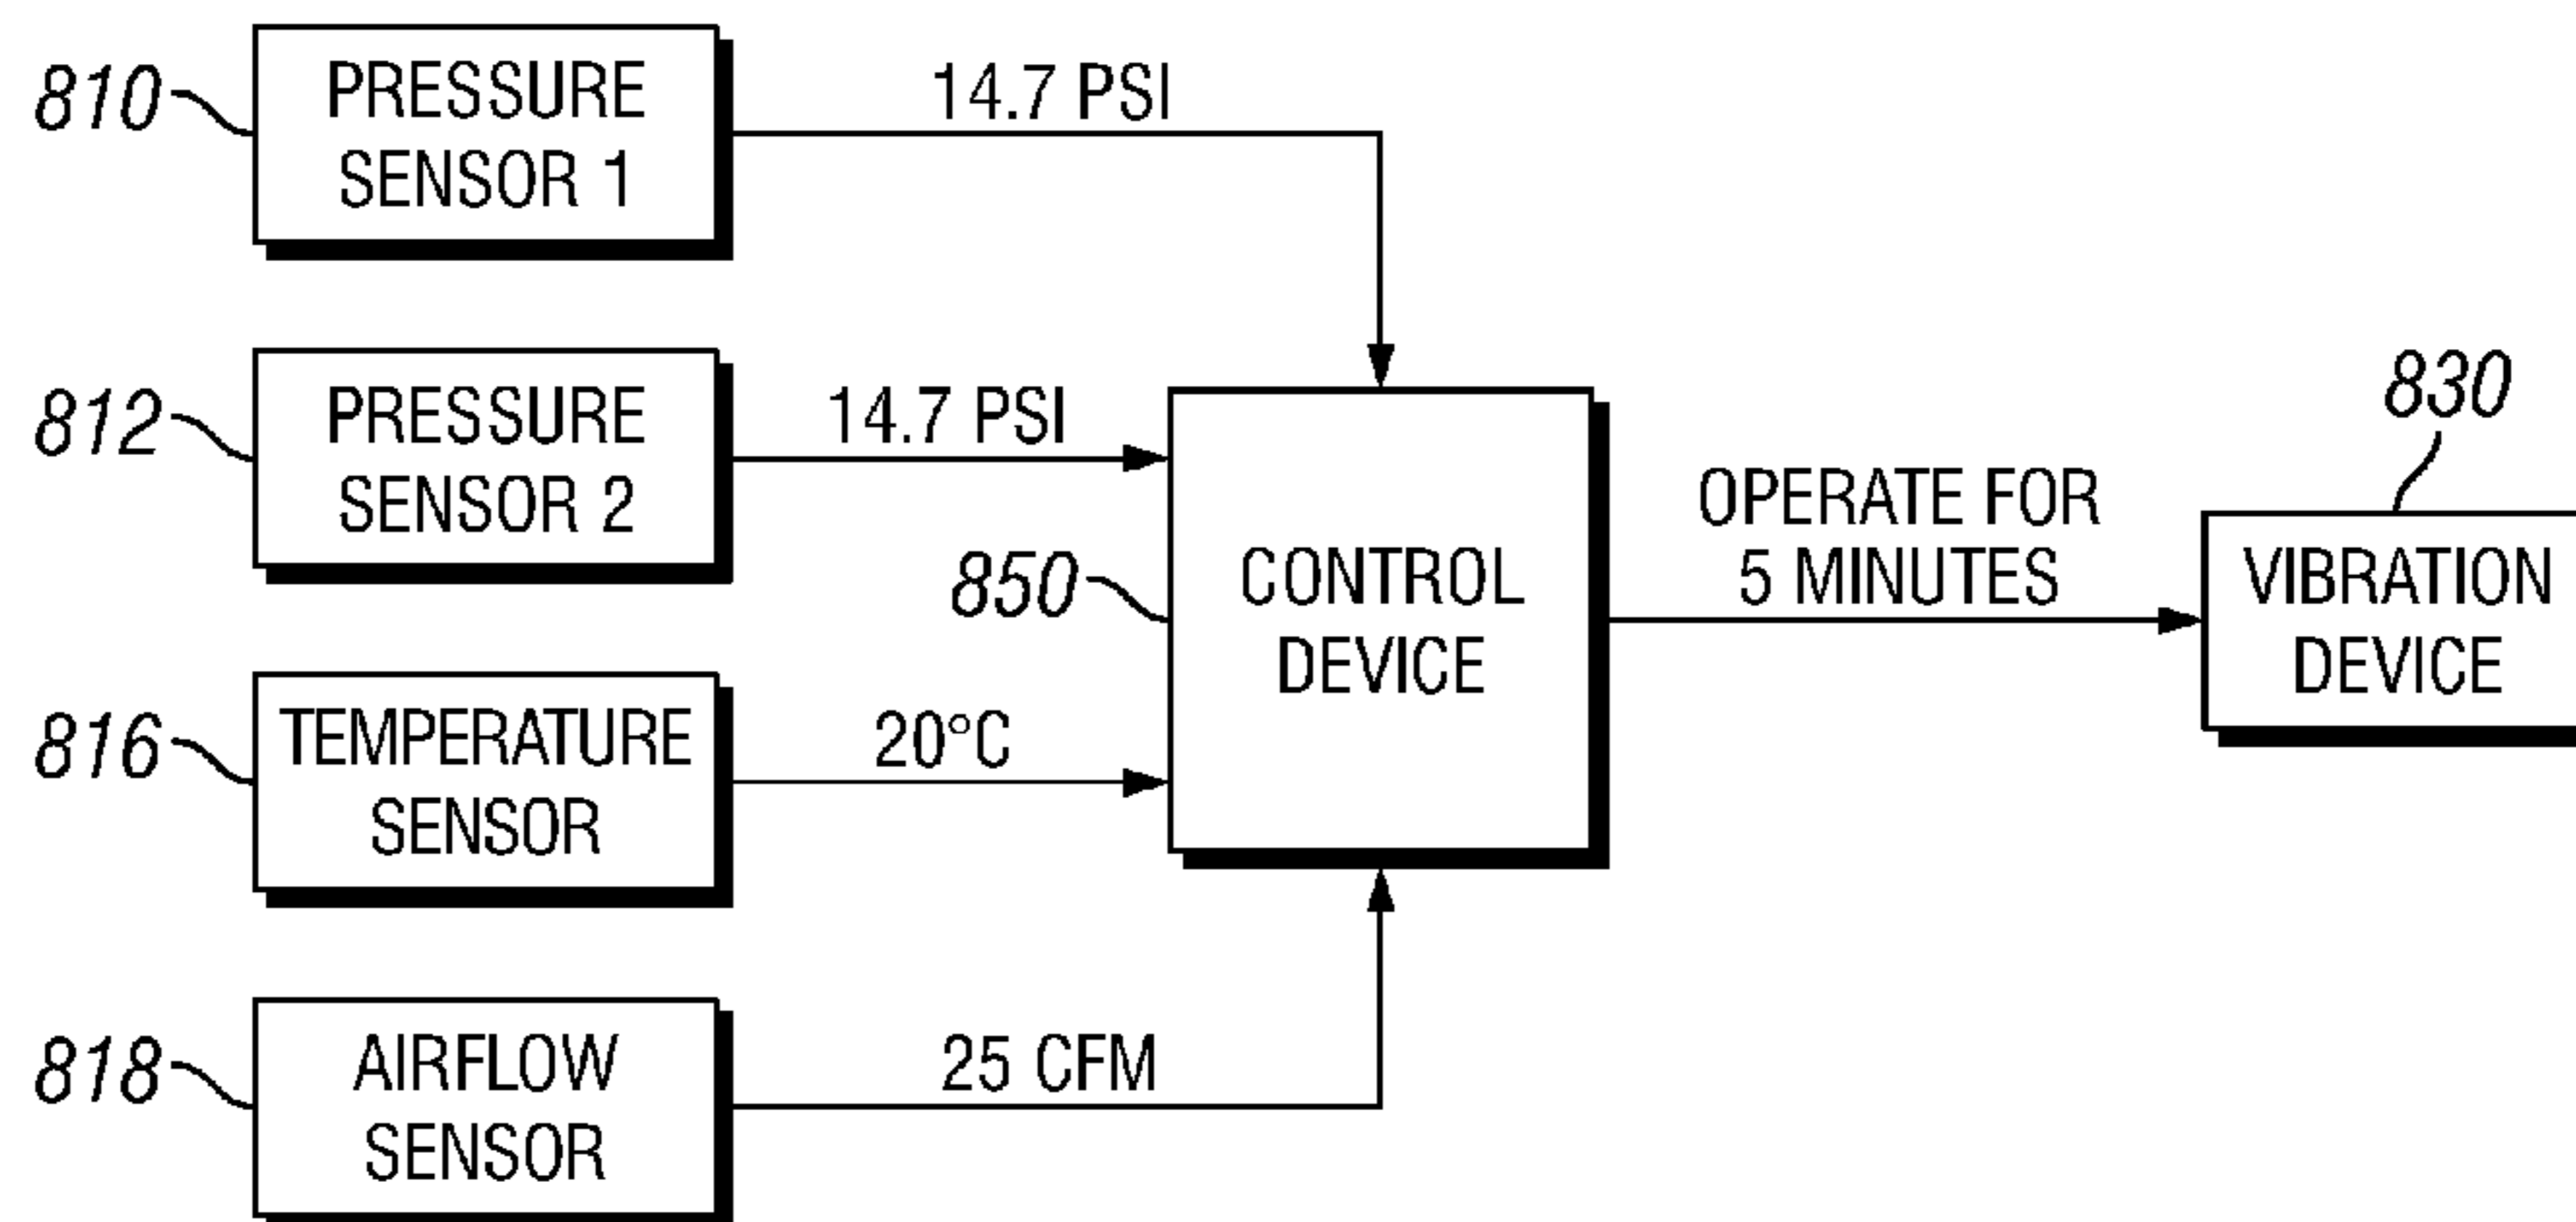 810
PRESSURE
SENSOR 1
14.7 PSI
812
PRESSURE
SENSOR 2
14.7 PSI
816
TEMPERATURE
SENSOR
20°C
818
AIRFLOW
SENSOR
25 CFM
850
CONTROL
DEVICE
OPERATE FOR
5 MINUTES
830
VIBRATION
DEVICE